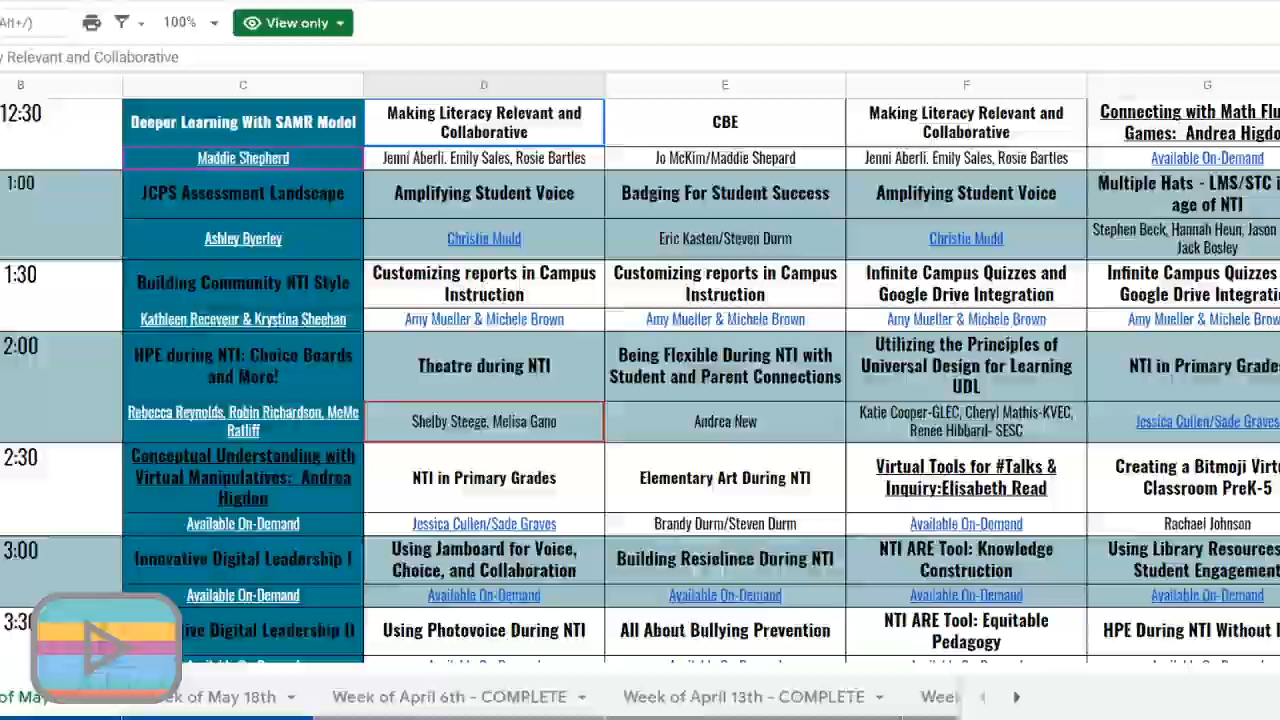 Alt+/)
100%
View only
Relevant and Collaborative
B C D E F G
12:30
Deeper Learning With SAMR Model
Making Literacy Relevant and
Collaborative
CBE
Making Literacy Relevant and
Collaborative
Connecting with Math
Games: Andrea
Maddie Shepherd
Jenni Aberli, Emily Sales, Rosie Bartles
Jo McKim/Maddie Shepard
Jenni Aberli, Emily Sales, Rosie Bartles
Available On-Demand
1:00
JCPS Assessment Landscape
Amplifying Student Voice
Badging For Student Success
Amplifying Student Voice
Multiple Hats - LMS/STC
age of NTI
Ashley Byerley
Christie Mudd
Eric Kasten/Steven Durm
Christie Mudd
Stephen Beck, Hannah Heun, Jason
Jack Bosley
1:30
Building Community NTI Style
Customizing reports in Campus
Instruction
Customizing reports in Campus
Instruction
Infinite Campus Quizzes and
Google Drive Integration
Infinite Campus Quizzes
Google Drive
Kathleen Receveur & Krystina Sheehan
Amy Mueller & Michele Brown
Amy Mueller & Michele Brown
Amy Mueller & Michele Brown
Amy Mueller & Michele Brown
2:00
HPE during NTI: Choice Boards
and More!
Theatre during NTI
Being Flexible During NTI with
Student and Parent Connections
Utilizing the Principles of
Universal Design for Learning
UDL
NTI in Primary
Rebecca Reynolds, Robin Richardson, MeMe
Ratliff
Shelby Steege, Melisa Gano
Andrea New
Katie Cooper-GLEC, Cheryl Mathis-KVEC,
Renee Hibbard- SESC
Jessica Cullen/Sade Graves
2:30
Conceptual Understanding with
Virtual Manipulatives: Andrea
Higdon
NTI in Primary Grades
Elementary Art During NTI
Virtual Tools for #Talks &
Inquiry:Elisabeth Read
Creating a Bitmoji
Classroom PreK-5
Available On-Demand
Jessica Cullen/Sade Graves
Brandy Durm/Steven Durm
Available On-Demand
Rachael Johnson
3:00
Innovative Digital Leadership I
Using Jamboard for Voice,
Choice, and Collaboration
Building Resielince During NTI
NTI ARE Tool: Knowledge
Construction
Using Library Resources
Student
Available On-Demand
Available On-Demand
Available On-Demand
Available On-Demand
Available On-Demand
Digital Leadership II
Using Photovoice During NTI
All About Bullying Prevention
NTI ARE Tool: Equitable
Pedagogy
HPE During NTI Without
of May
of May 18th
Week of April 6th - COMPLETE
Week of April 13th - COMPLETE